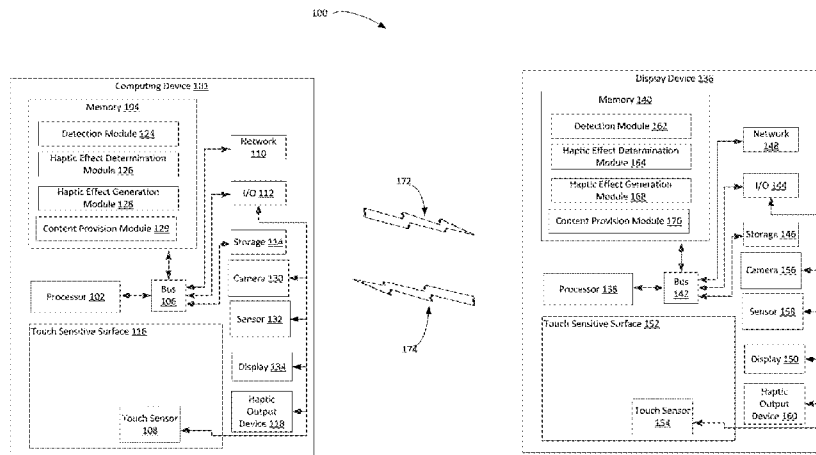 100
Computing Device 101
Memory 104
Detection Module 124
Haptic Effect Determination
Module 126
Haptic Effect Generation
Module 128
Content Provision Module 129
Network
110
I/O 112
Storage 114
Camera 130
Sensor 132
Display 134
Haptic
Output
Device 118
Processor 102
Bus
106
Touch Sensitive Surface 116
Touch Sensor
108
172
174
Display Device 136
Memory 140
Detection Module 162
Haptic Effect Determination
Module 164
Haptic Effect Generation
Module 168
Content Provision Module 170
Network
148
I/O 144
Storage 146
Camera 156
Sensor 158
Display 150
Haptic
Output
Device 160
Processor 138
Bus
142
Touch Sensitive Surface 152
Touch Sensor
154